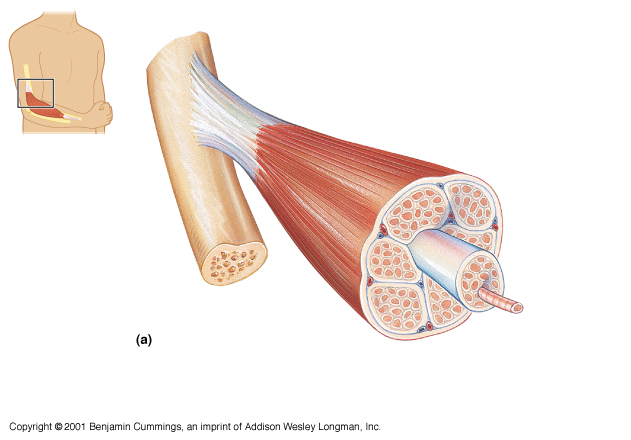 (a)
Copyright © 2001 Benjamin Cummings, an imprint of Addison Wesley Longman, Inc.